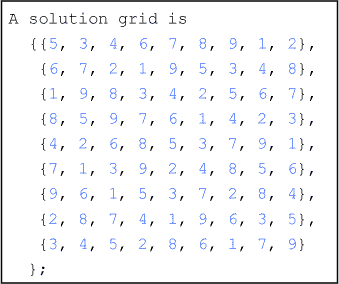 A solution grid is
{{5, 3, 4, 6, 7, 8, 9, 1, 2},
{6, 7, 2, 1, 9, 5, 3, 4, 8},
{1, 9, 8, 3, 4, 2, 5, 6, 7},
{8, 5, 9, 7, 6, 1, 4, 2, 3},
{4, 2, 6, 8, 5, 3, 7, 9, 1},
{7, 1, 3, 9, 2, 4, 8, 5, 6},
{9, 6, 1, 5, 3, 7, 2, 8, 4},
{2, 8, 7, 4, 1, 9, 6, 3, 5},
{3, 4, 5, 2, 8, 6, 1, 7, 9}
};